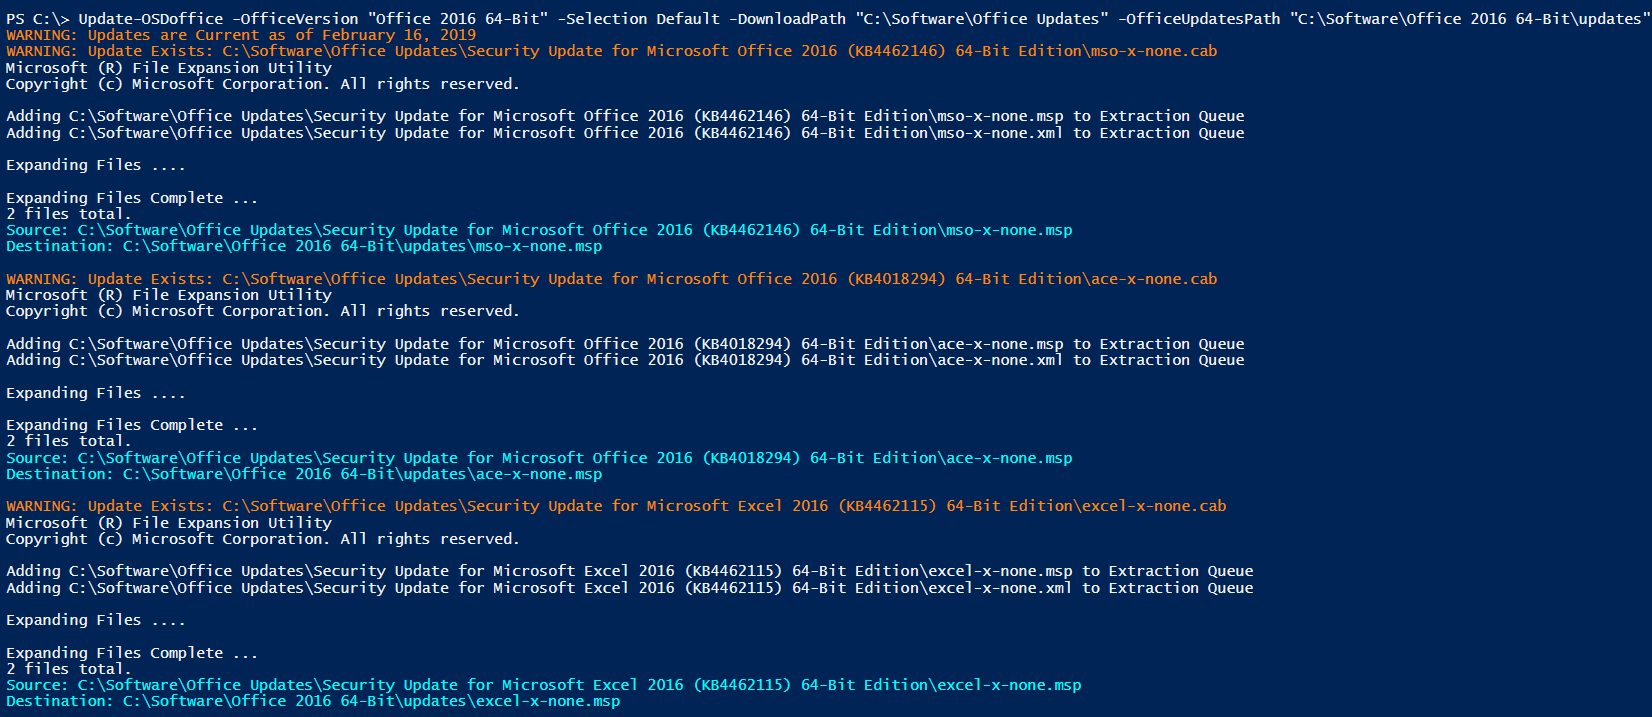 PS C:\> Update-OSDoffice -OfficeVersion "Office 2016 64-Bit" -Selection Default -DownloadPath "C:\Software\Office Updates" -OfficeUpdatesPath "C:\Software\Office 2016 64-Bit\updates"
WARNING: Updates are Current as of February 16, 2019
WARNING: Update Exists: C:\Software\Office Updates\Security Update for Microsoft Office 2016 (KB4462146) 64-Bit Edition\mso-x-none.cab
Microsoft (R) File Expansion Utility
Copyright (c) Microsoft Corporation. All rights reserved.
Adding C:\Software\Office Updates\Security Update for Microsoft Office 2016 (KB4462146) 64-Bit Edition\mso-x-none.msp to Extraction Queue
Adding C:\Software\Office Updates\Security Update for Microsoft Office 2016 (KB4462146) 64-Bit Edition\mso-x-none.xml to Extraction Queue
Expanding Files ....
Expanding Files Complete ...
2 files total.
Source: C:\Software\Office Updates\Security Update for Microsoft Office 2016 (KB4462146) 64-Bit Edition\mso-x-none.msp
Destination: C:\Software\Office 2016 64-Bit\updates\mso-x-none.msp
WARNING: Update Exists: C:\Software\Office Updates\Security Update for Microsoft Office 2016 (KB4018294) 64-Bit Edition\ace-x-none.cab
Microsoft (R) File Expansion Utility
Copyright (c) Microsoft Corporation. All rights reserved.
Adding C:\Software\Office Updates\Security Update for Microsoft Office 2016 (KB4018294) 64-Bit Edition\ace-x-none.msp to Extraction Queue
Adding C:\Software\Office Updates\Security Update for Microsoft Office 2016 (KB4018294) 64-Bit Edition\ace-x-none.xml to Extraction Queue
Expanding Files ....
Expanding Files Complete ...
2 files total.
Source: C:\Software\Office Updates\Security Update for Microsoft Office 2016 (KB4018294) 64-Bit Edition\ace-x-none.msp
Destination: C:\Software\Office 2016 64-Bit\updates\ace-x-none.msp
WARNING: Update Exists: C:\Software\Office Updates\Security Update for Microsoft Excel 2016 (KB4462115) 64-Bit Edition\excel-x-none.cab
Microsoft (R) File Expansion Utility
Copyright (c) Microsoft Corporation. All rights reserved.
Adding C:\Software\Office Updates\Security Update for Microsoft Excel 2016 (KB4462115) 64-Bit Edition\excel-x-none.msp to Extraction Queue
Adding C:\Software\Office Updates\Security Update for Microsoft Excel 2016 (KB4462115) 64-Bit Edition\excel-x-none.xml to Extraction Queue
Expanding Files ....
Expanding Files Complete ...
2 files total.
Source: C:\Software\Office Updates\Security Update for Microsoft Excel 2016 (KB4462115) 64-Bit Edition\excel-x-none.msp
Destination: C:\Software\Office 2016 64-Bit\updates\excel-x-none.msp